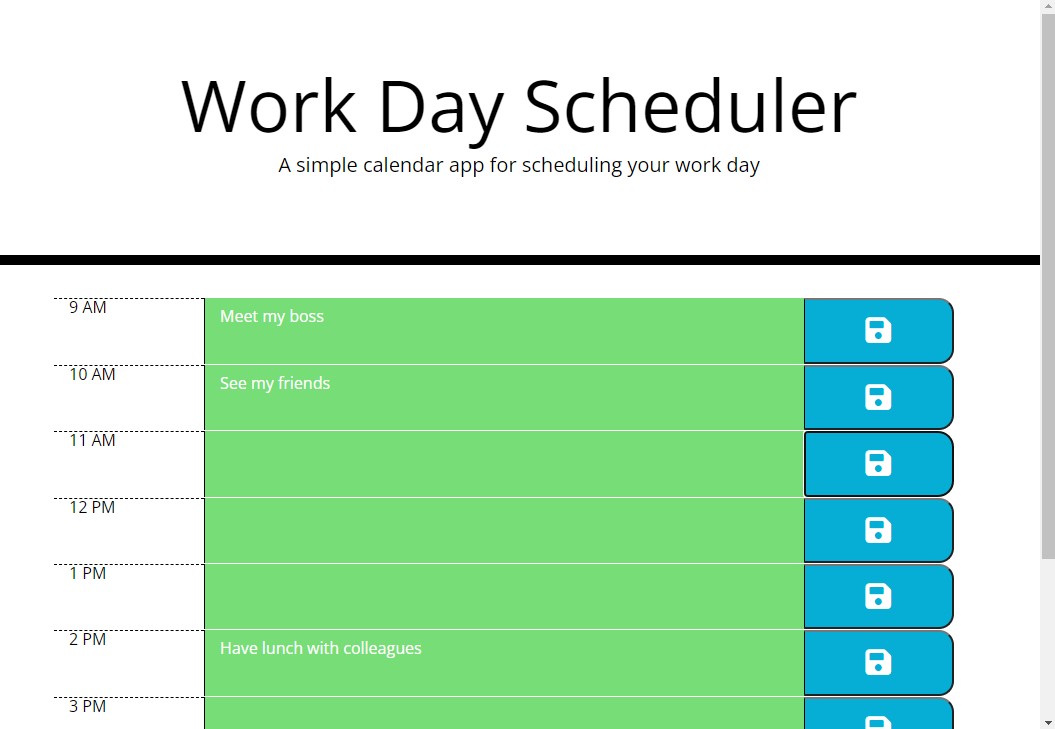 Work Day Scheduler
A simple calendar app for scheduling your work day
9 AM
Meet my boss
10 AM
See my friends
11 AM
12 PM
1 PM
2 PM
Have lunch with colleagues
3 PM